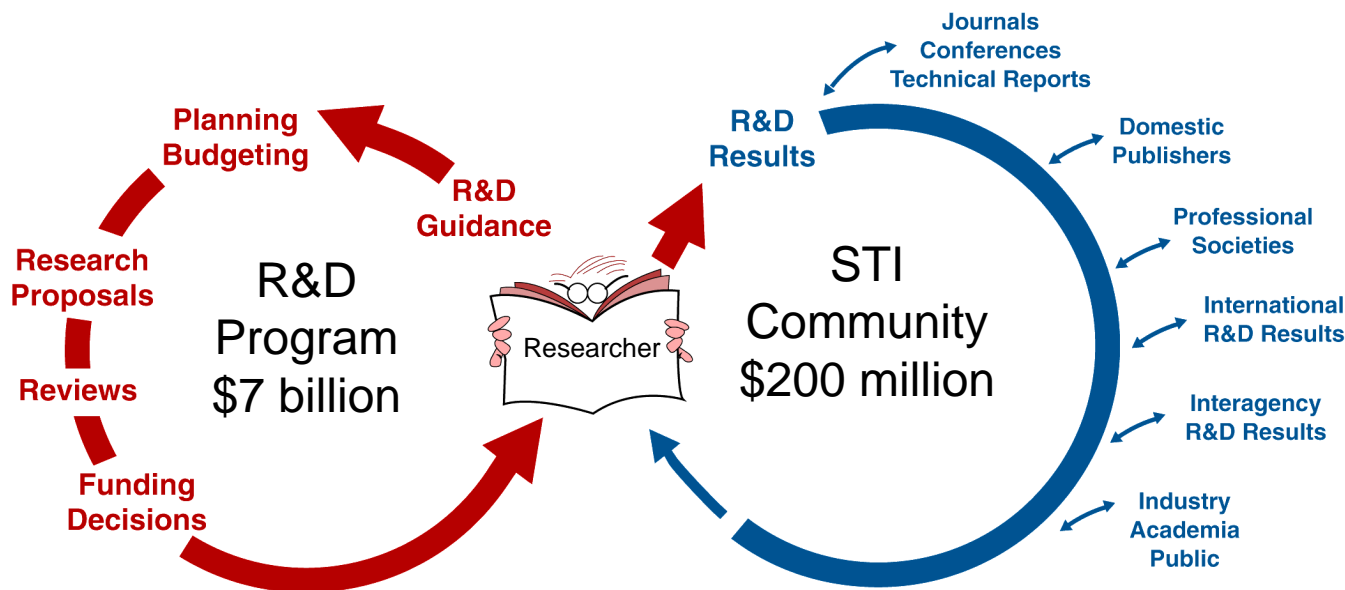 Journals
Conferences
Technical Reports
Planning
Budgeting
R&D
Results
Domestic
Publishers
R&D
Guidance
Professional
Societies
Research
Proposals
R&D
Program
$7 billion
Researcher
STI
Community
$200 million
International
R&D Results
Reviews
Interagency
R&D Results
Funding
Decisions
Industry
Academia
Public